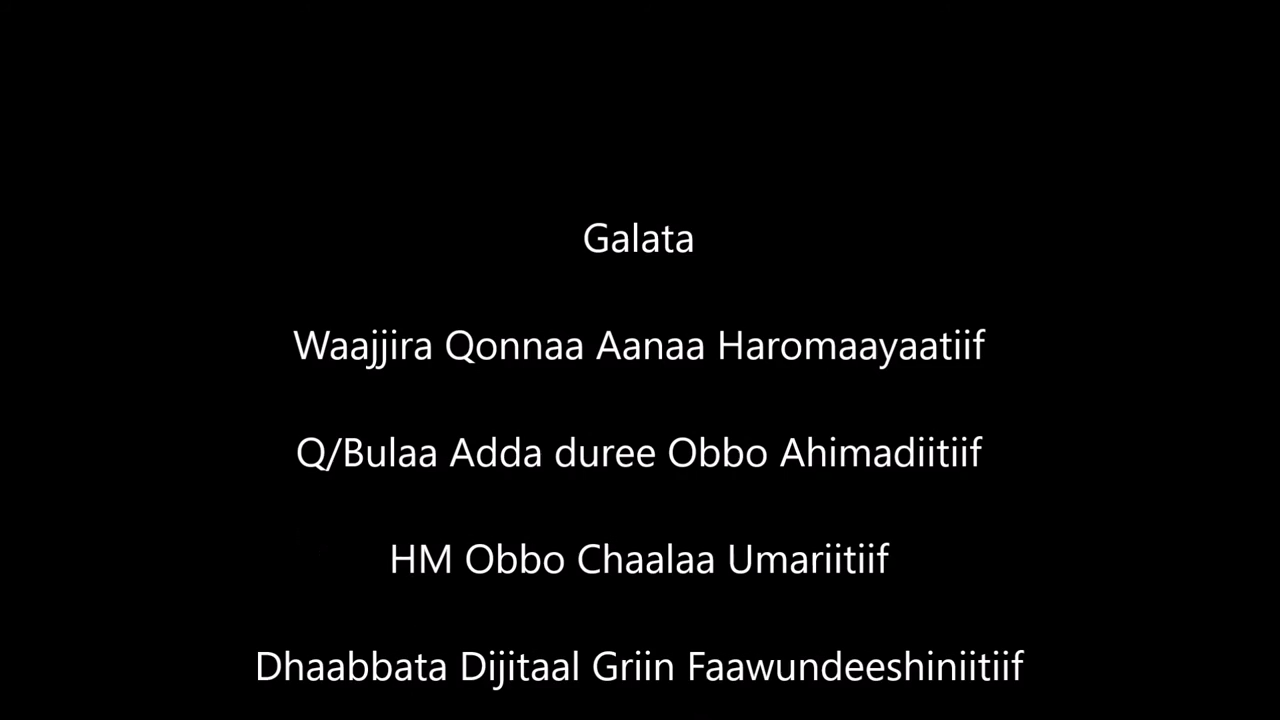 Galata
Waajjira Qonnaa Aanaa Haromaayaatiif
Q/Bulaa Adda duree Obbo Ahimadiitiif
HM Obbo Chaalaa Umariitiif
Dhaabbata Dijitaal Griin Faawundeeshiniitiif